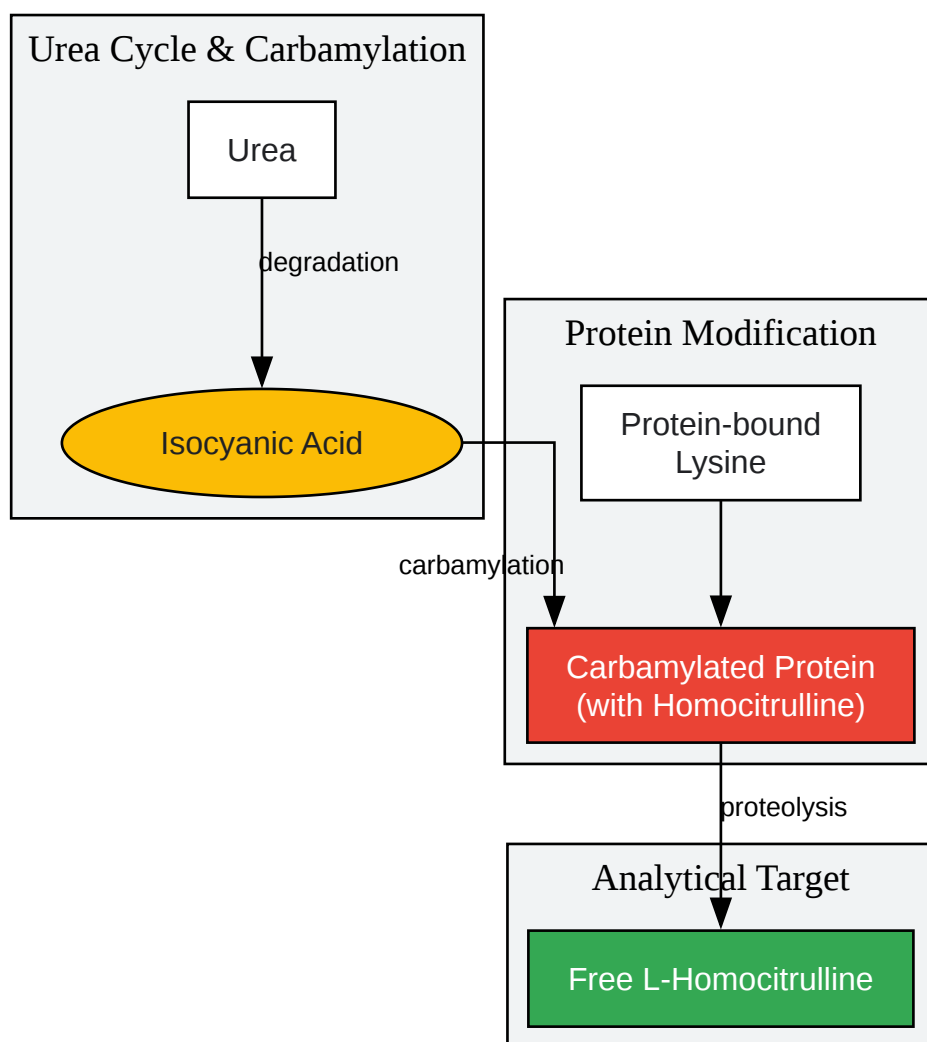 Urea Cycle & Carbamylation
Urea
degradation
Isocyanic Acid
Protein Modification
Protein-bound
Lysine
carbamylation
Carbamylated Protein
(with Homocitrulline)
proteolysis
Analytical Target
Free L-Homocitrulline